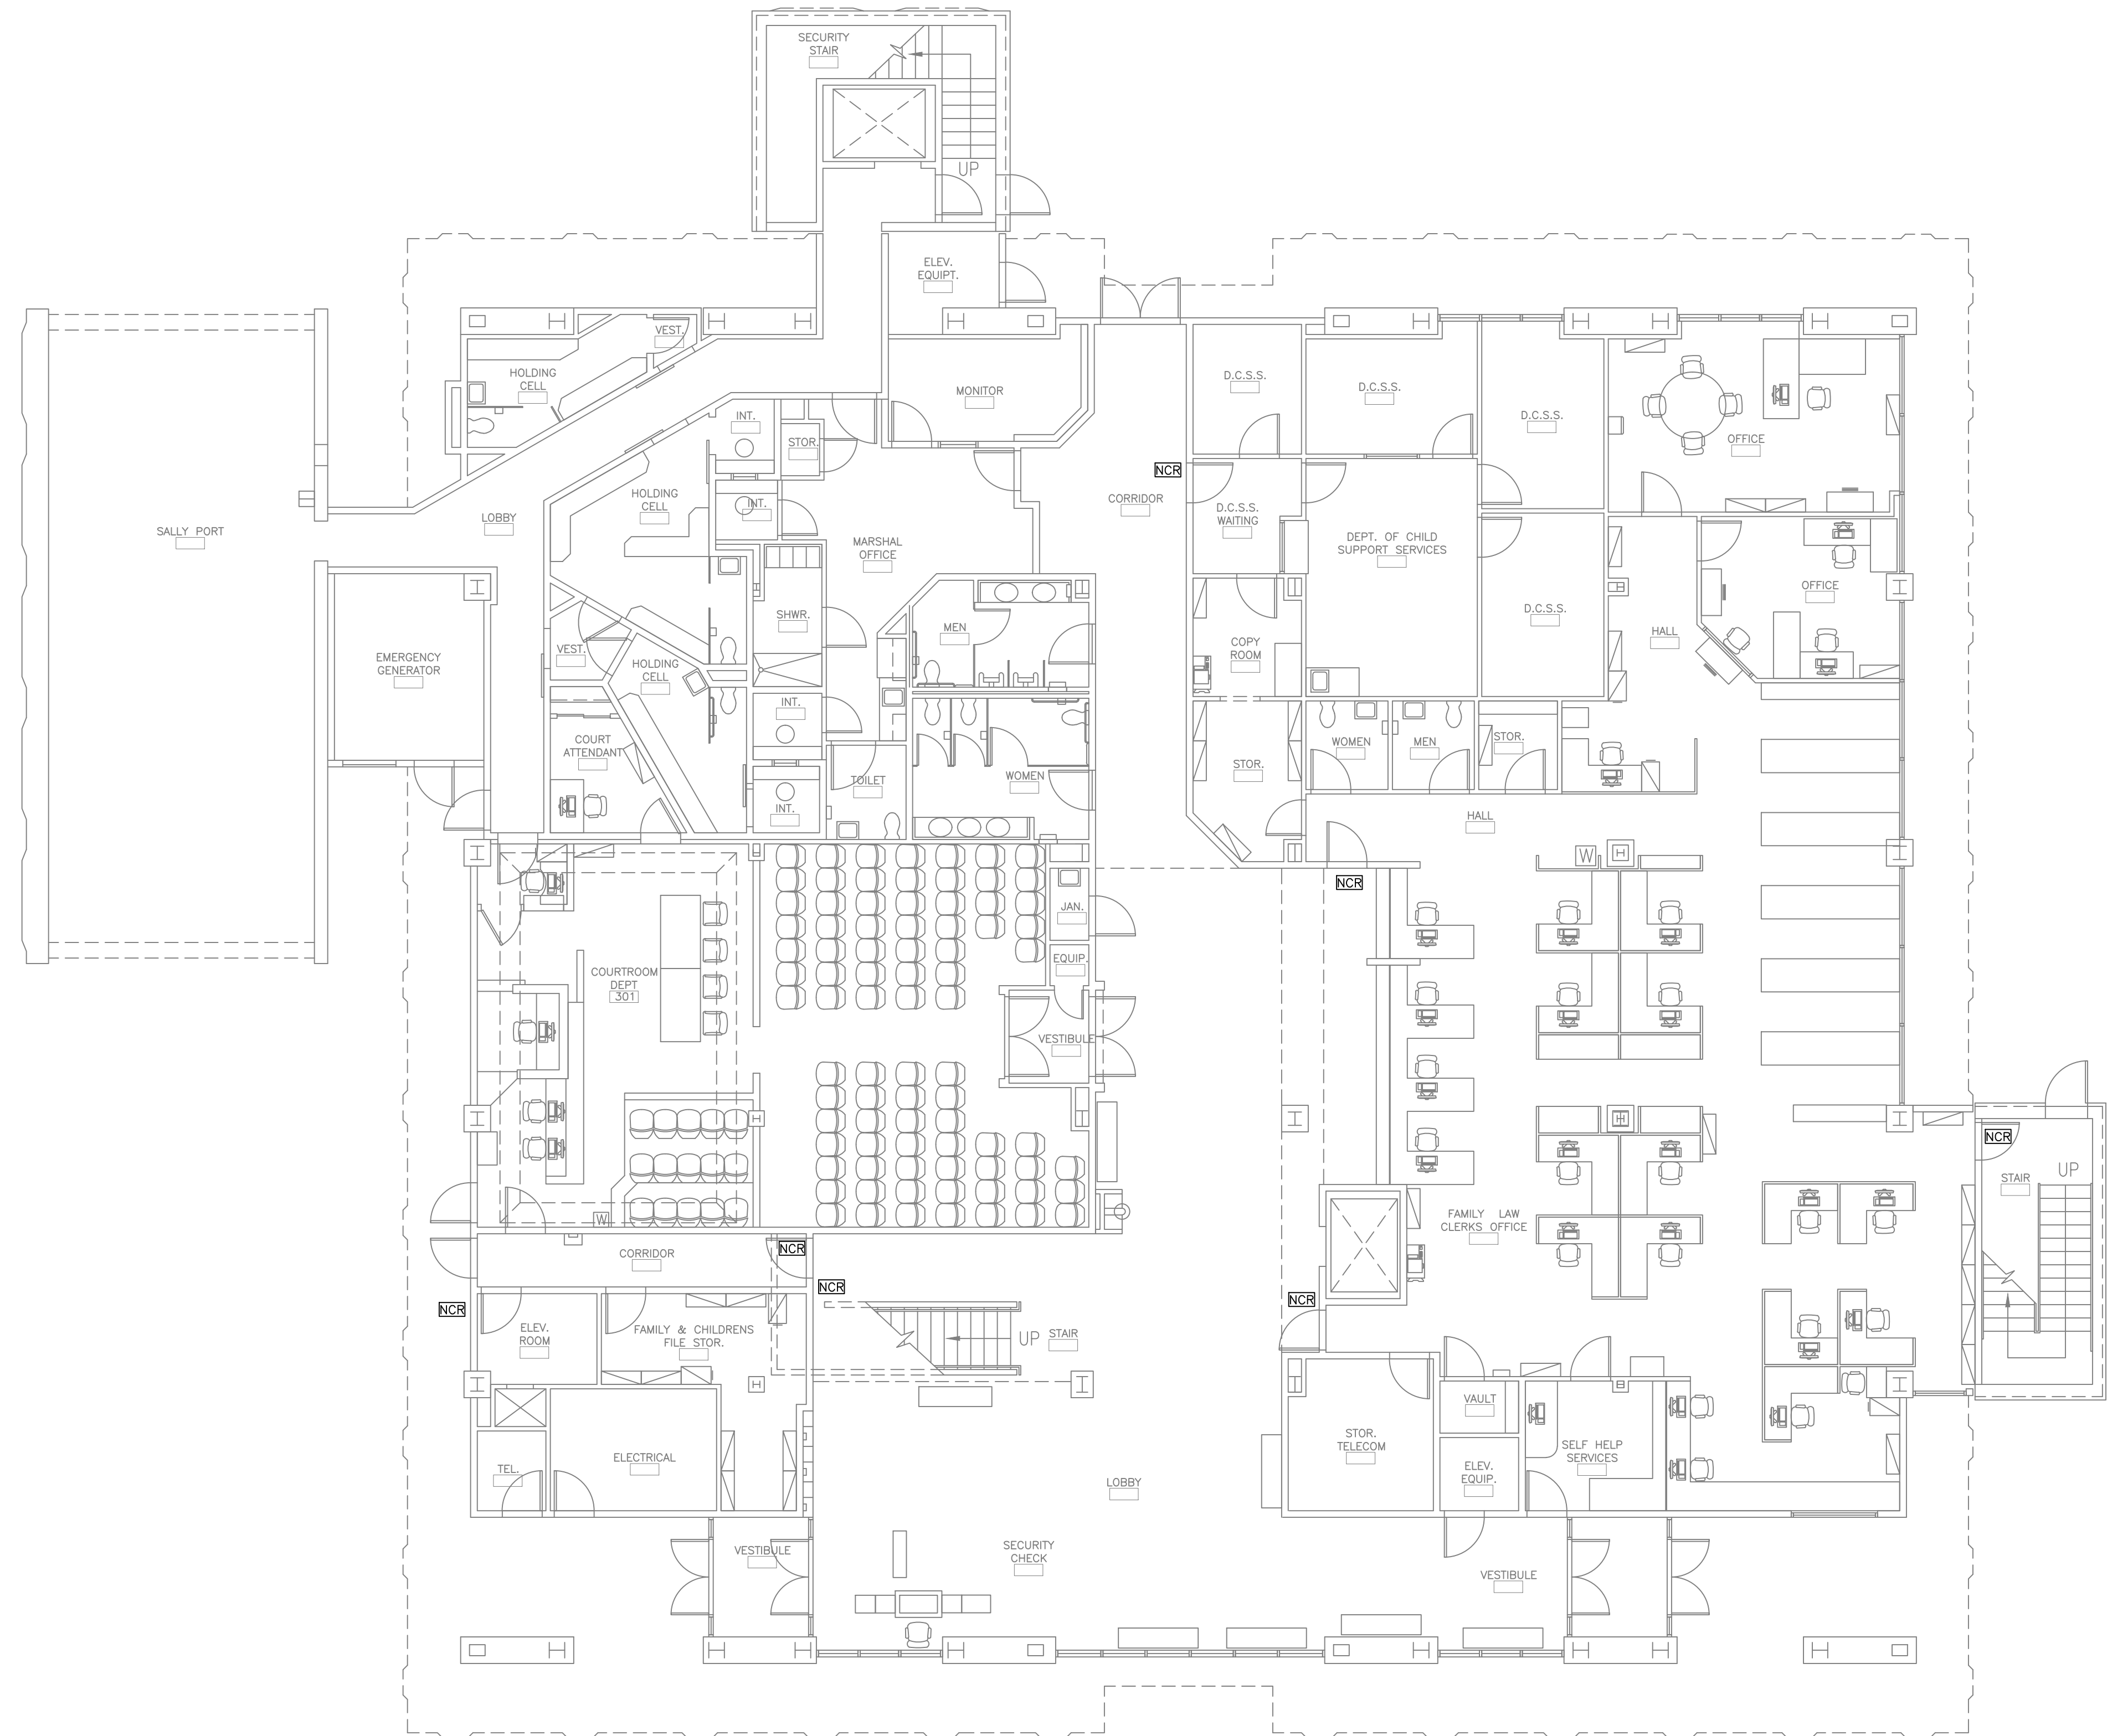 SECURITY
STAIR
UP
ELEV.
EQUIPT.
VEST.
HOLDING
CELL
MONITOR
D.C.S.S.
D.C.S.S.
D.C.S.S.
OFFICE
INT.
STOR.
NCR
CORRIDOR
HOLDING
CELL
INT.
D.C.S.S.
WAITING
SALLY PORT
LOBBY
MARSHAL
OFFICE
DEPT. OF CHILD
SUPPORT SERVICES
OFFICE
D.C.S.S.
SHWR.
MEN
HALL
COPY
ROOM
VEST.
EMERGENCY
GENERATOR
HOLDING
CELL
INT.
COURT
ATTENDANT
WOMEN
MEN
STOR.
STOR.
TOILET
WOMEN
INT.
HALL
W
NCR
JAN.
EQUIP.
COURTROOM
DEPT
301
VESTIBULE
NCR
UP
STAIR
FAMILY LAW
CLERKS OFFICE
W
CORRIDOR
NCR
NCR
NCR
NCR
ELEV.
ROOM
FAMILY & CHILDRENS
FILE STOR.
UP
STAIR
VAULT
STOR.
TELECOM
SELF HELP
SERVICES
ELECTRICAL
TEL.
ELEV.
EQUIP.
LOBBY
VESTIBULE
SECURITY
CHECK
VESTIBULE